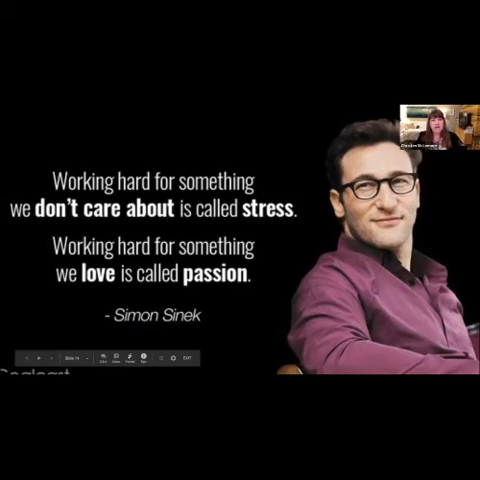 Working hard for something
we don't care about is called stress.
Working hard for something
we love is called passion.
- Simon Sinek
EXIT